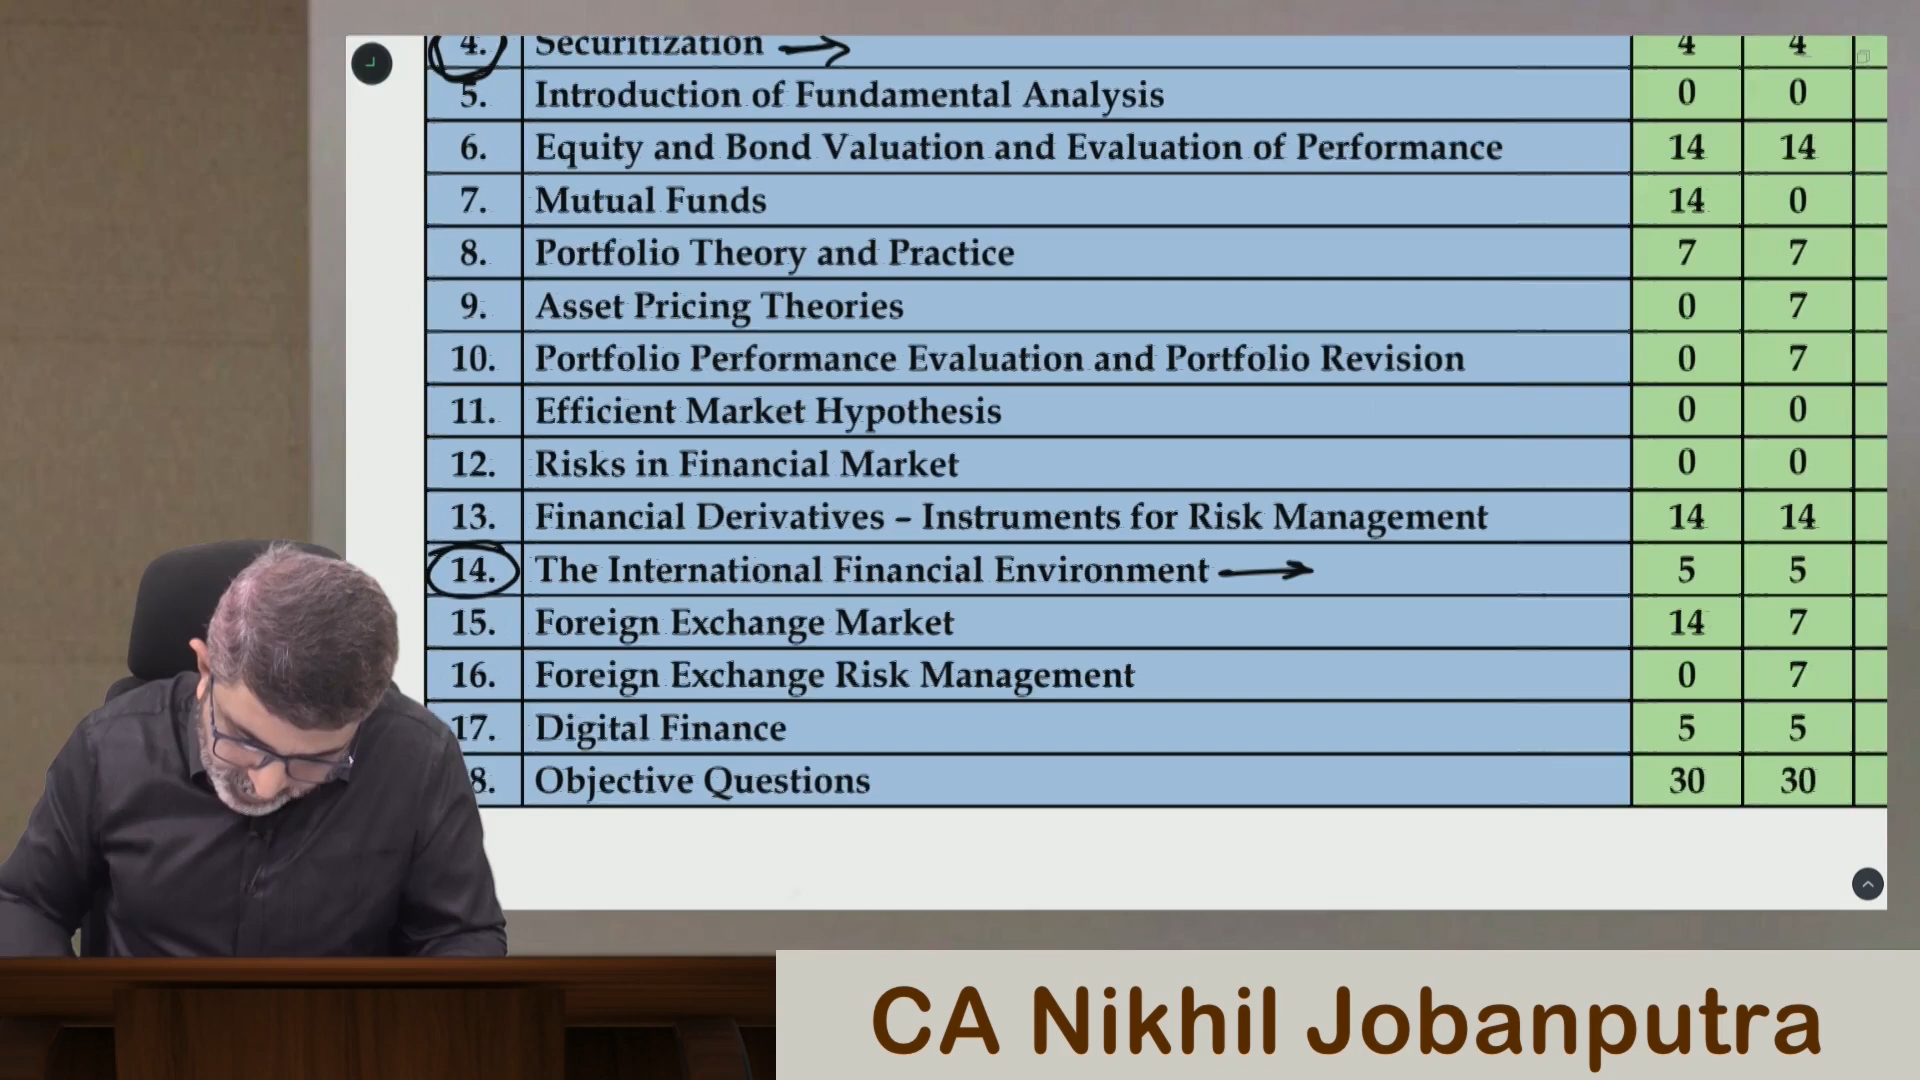 4. Securitization 4 4
5. Introduction of Fundamental Analysis 0 0
6. Equity and Bond Valuation and Evaluation of Performance 14 14
7. Mutual Funds 14 0
8. Portfolio Theory and Practice 7 7
9. Asset Pricing Theories 0 7
10. Portfolio Performance Evaluation and Portfolio Revision 0 7
11. Efficient Market Hypothesis 0 0
12. Risks in Financial Market 0 0
13. Financial Derivatives – Instruments for Risk Management 14 14
14. The International Financial Environment 5 5
15. Foreign Exchange Market 14 7
16. Foreign Exchange Risk Management 0 7
17. Digital Finance 5 5
8. Objective Questions 30 30
CA Nikhil Jobanputra